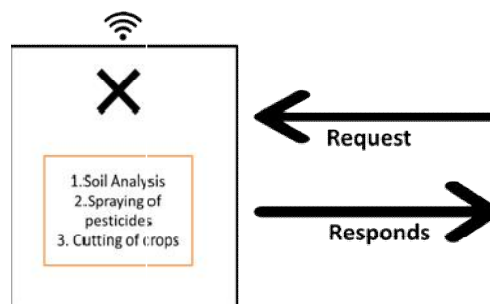 1.Soil Analysis
2.Spraying of
pesticides
3. Cutting of crops
Request
Responds